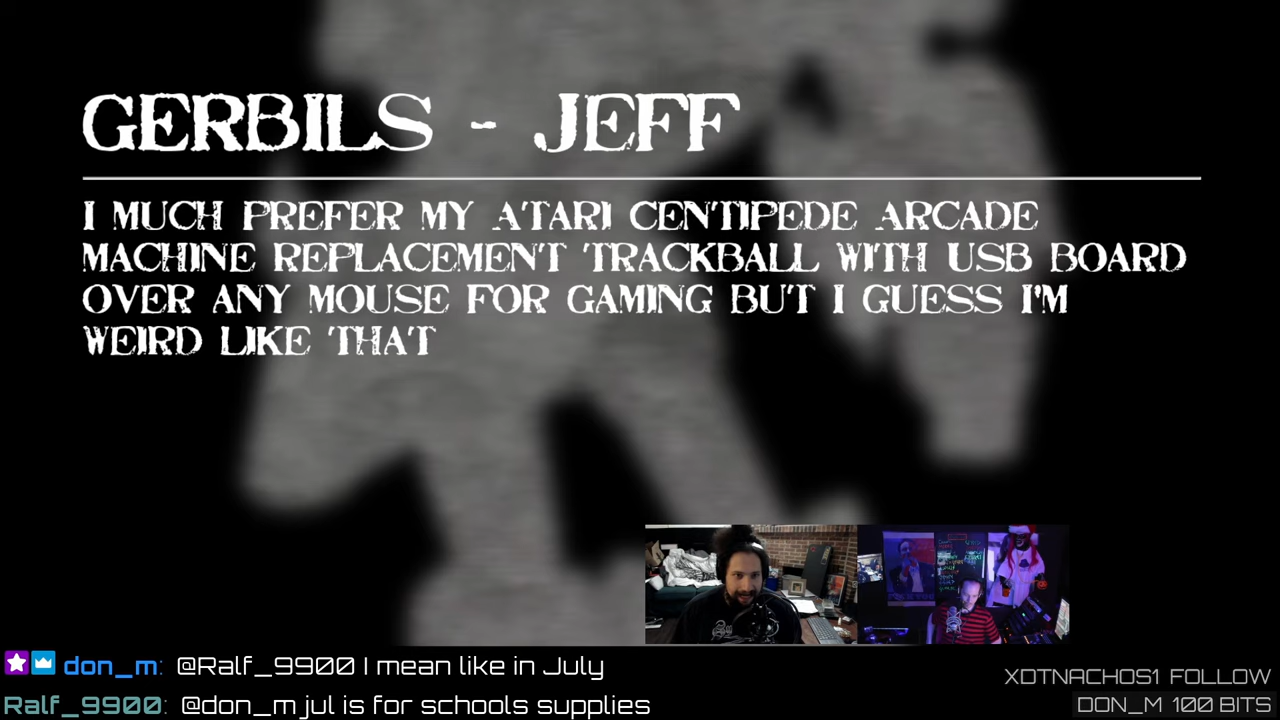 GERBILS - JEFF
I MUCH PREFER MY ATARI CENTIPEDE ARCADE
MACHINE REPLACEMENT TRACKBALL WITH USB BOARD
OVER ANY MOUSE FOR GAMING BUT I GUESS I'M
WEIRD LIKE THAT
don_m: @Ralf_9900 I mean like in July
Ralf_9900: @don_m jul is for schools supplies
XDTNACHOS1 FOLLOW
DON_M 100 BITS